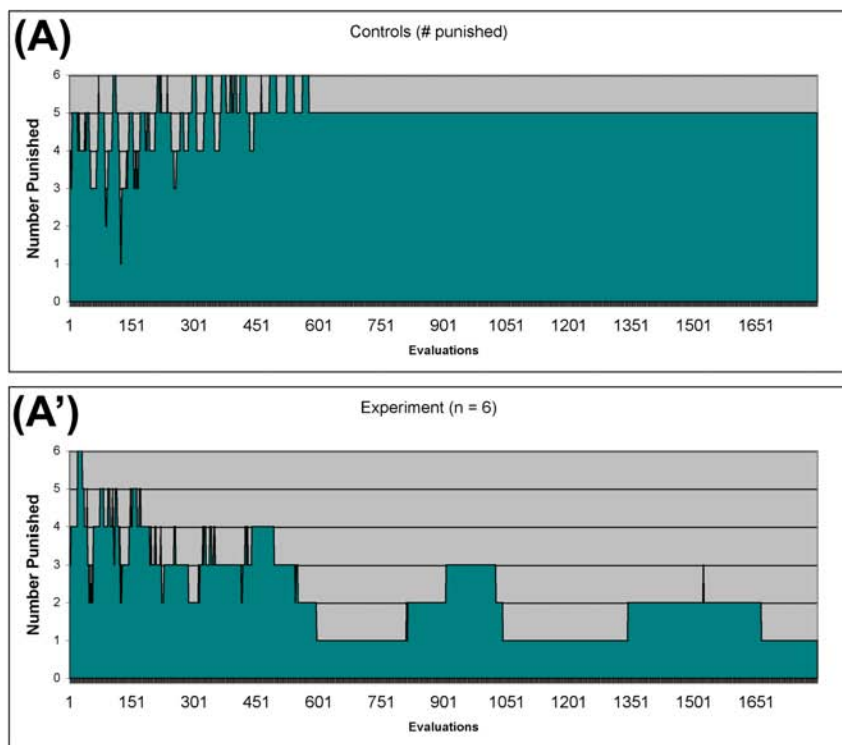 (A)
Controls (# punished)
Number Punished
6
5
4
3
2
1
0
1 151 301 451 601 751 901 1051 1201 1351 1501 1651
Evaluations
(A')
Experiment (n = 6)
Number Punished
6
5
4
3
2
1
0
1 151 301 451 601 751 901 1051 1201 1351 1501 1651
Evaluations